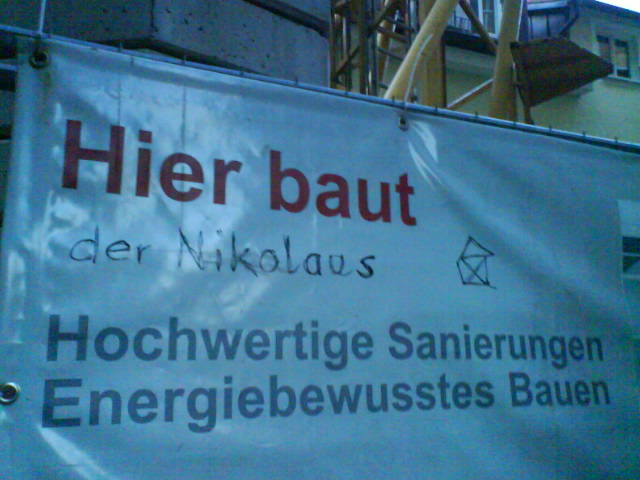 Hier baut
der Nikolaus
Hochwertige Sanierungen
Energiebewusstes Bauen